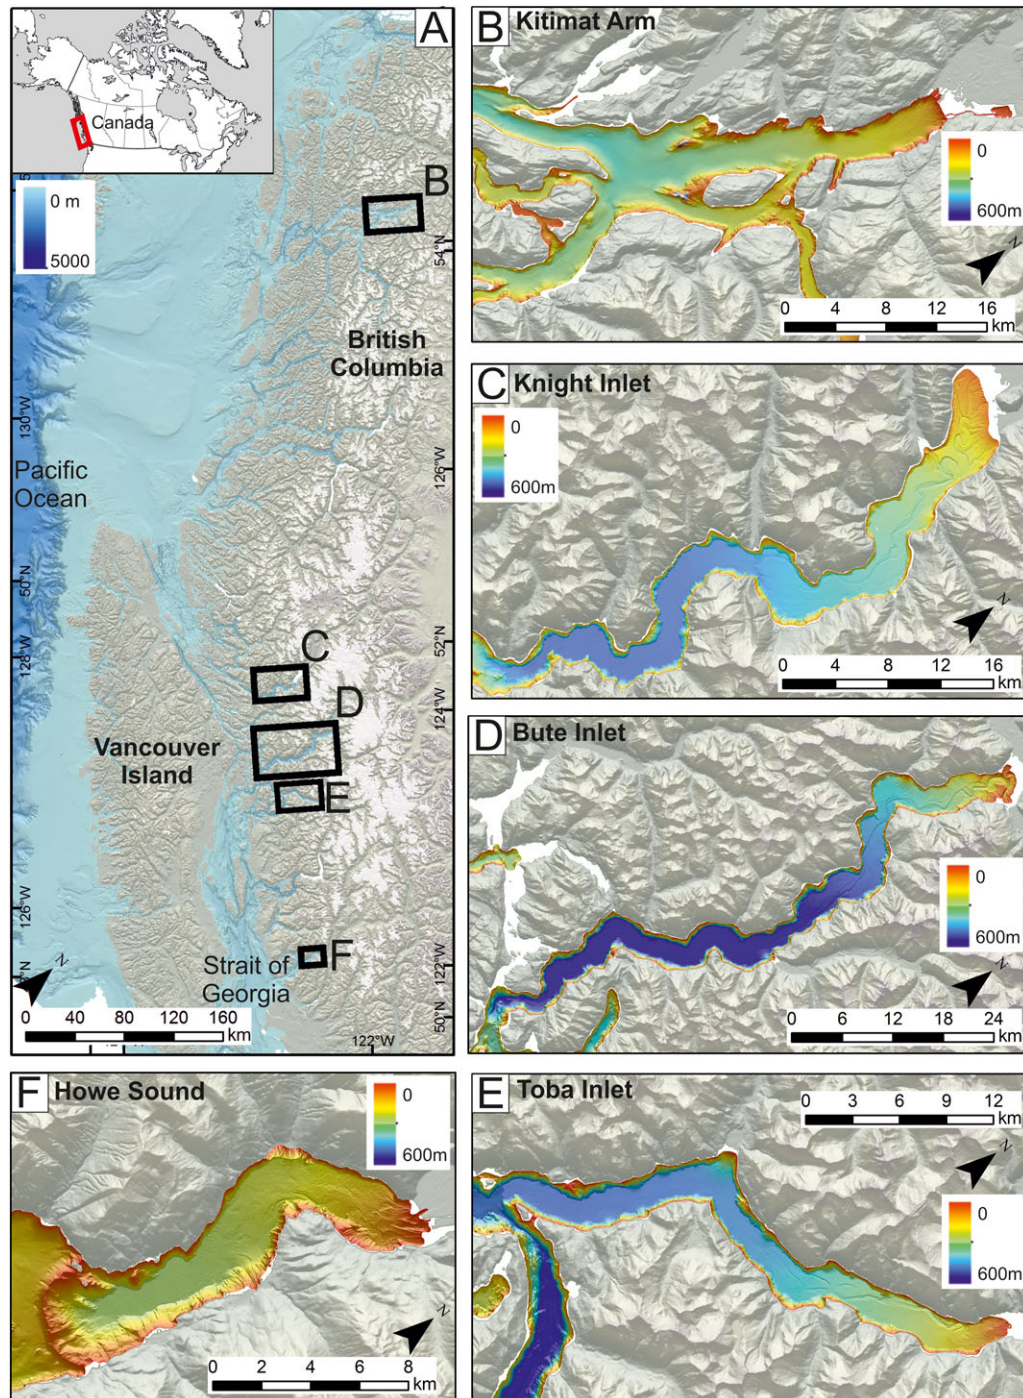 A
Canada
0 m
5000
B
54°N
British
Columbia
130°W
126°W
Pacific
Ocean
50°N
52°N
128°W
C
124°W
D
Vancouver
Island
E
126°W
F
Strait of
Georgia
122°W
50°N
N
0 40 80 120 160
km
122°W
B Kitimat Arm
0
600m
N
0 4 8 12 16
km
C Knight Inlet
0
600m
N
0 4 8 12 16
km
D Bute Inlet
0
600m
N
0 6 12 18 24
km
F Howe Sound
0
600m
N
0 2 4 6 8
km
E Toba Inlet
0 3 6 9 12
km
N
0
600m